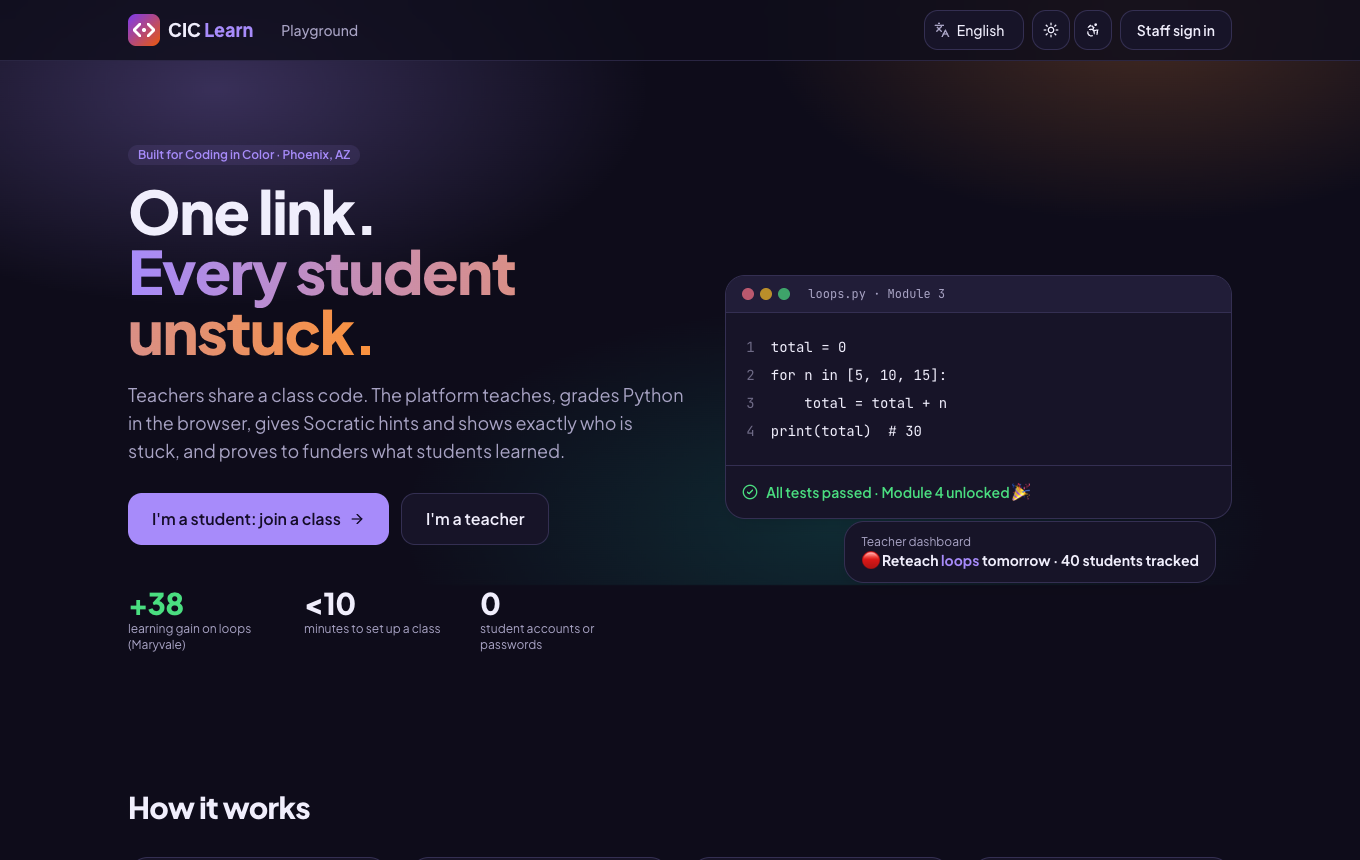 CIC Learn
Playground
English
Staff sign in
Built for Coding in Color · Phoenix, AZ
One link.
Every student
unstuck.
Teachers share a class code. The platform teaches, grades Python
in the browser, gives Socratic hints and shows exactly who is
stuck, and proves to funders what students learned.
I'm a student: join a class →
I'm a teacher
+38
learning gain on loops
(Maryvale)
<10
minutes to set up a class
0
student accounts or
passwords
loops.py · Module 3
1 total = 0
2 for n in [5, 10, 15]:
3     total = total + n
4 print(total)  # 30
All tests passed · Module 4 unlocked 🎉
Teacher dashboard
🔴 Reteach loops tomorrow · 40 students tracked
How it works